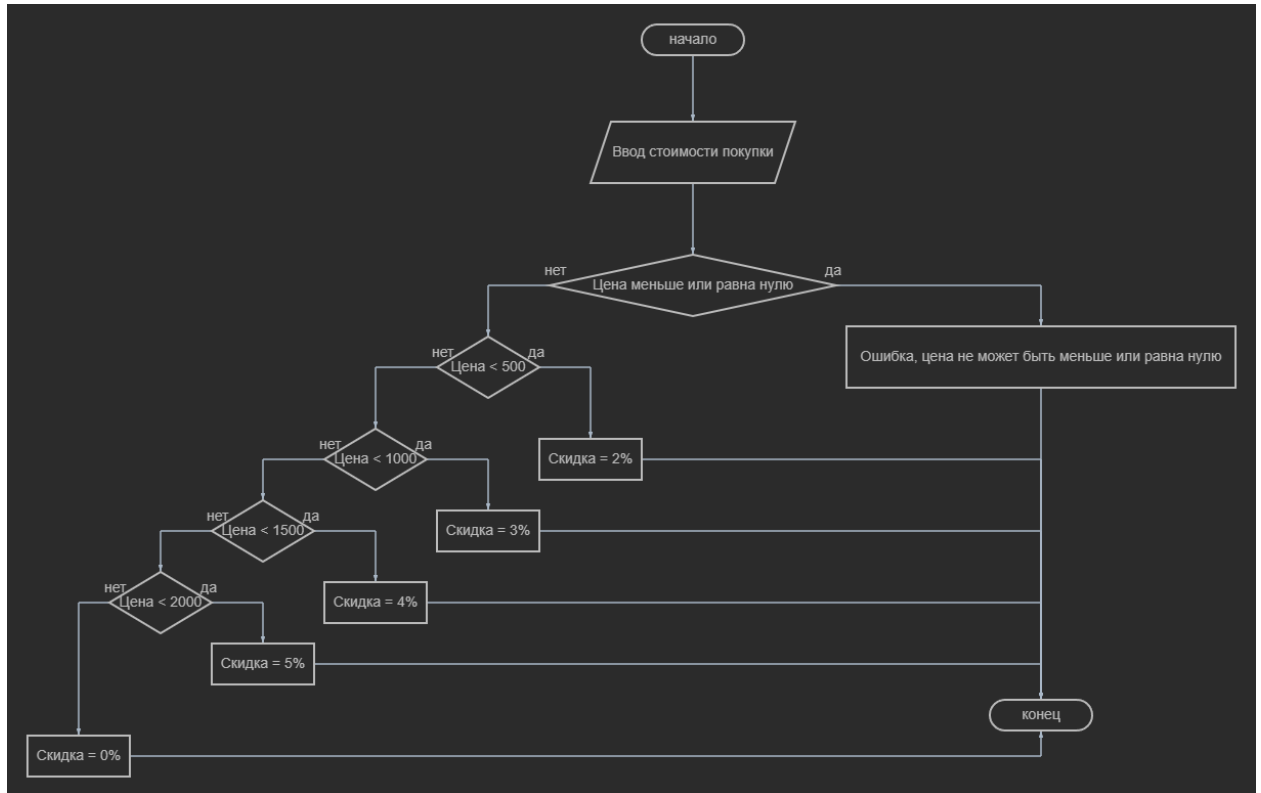 начало
Ввод стоимости покупки
нет
да
Цена меньше или равна нулю
нет
да
Цена < 500
Ошибка, цена не может быть меньше или равна нулю
нет
да
Цена < 1000
Скидка = 2%
нет
да
Цена < 1500
Скидка = 3%
нет
да
Цена < 2000
Скидка = 4%
Скидка = 5%
конец
Скидка = 0%